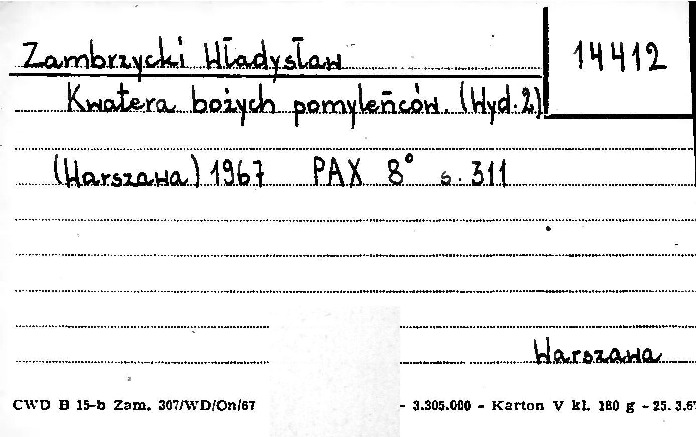 Zambrzycki Władysław
14412
Kwatera bożych pomyleńców. (Wyd. 2)
(Warszawa) 1967 PAX 8° s. 311
Warszawa
CWD B 15-b Zam. 307/WD/On/67 - 3.305.000 - Karton V kl. 180 g - 25. 3.67